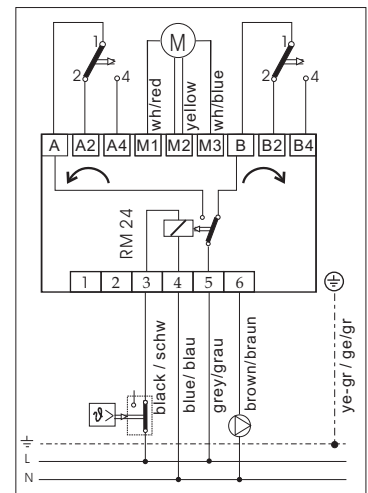 1 M 1
2 4 2 4
wh/red
yellow
wh/blue
A A2 A4 M1 M2 M3 B B2 B4
RM 24
1 2 3 4 5 6
black / schw
blue/ blau
grey/grau
brown/braun
ye-gr / ge/gr
ϑ >
L
N